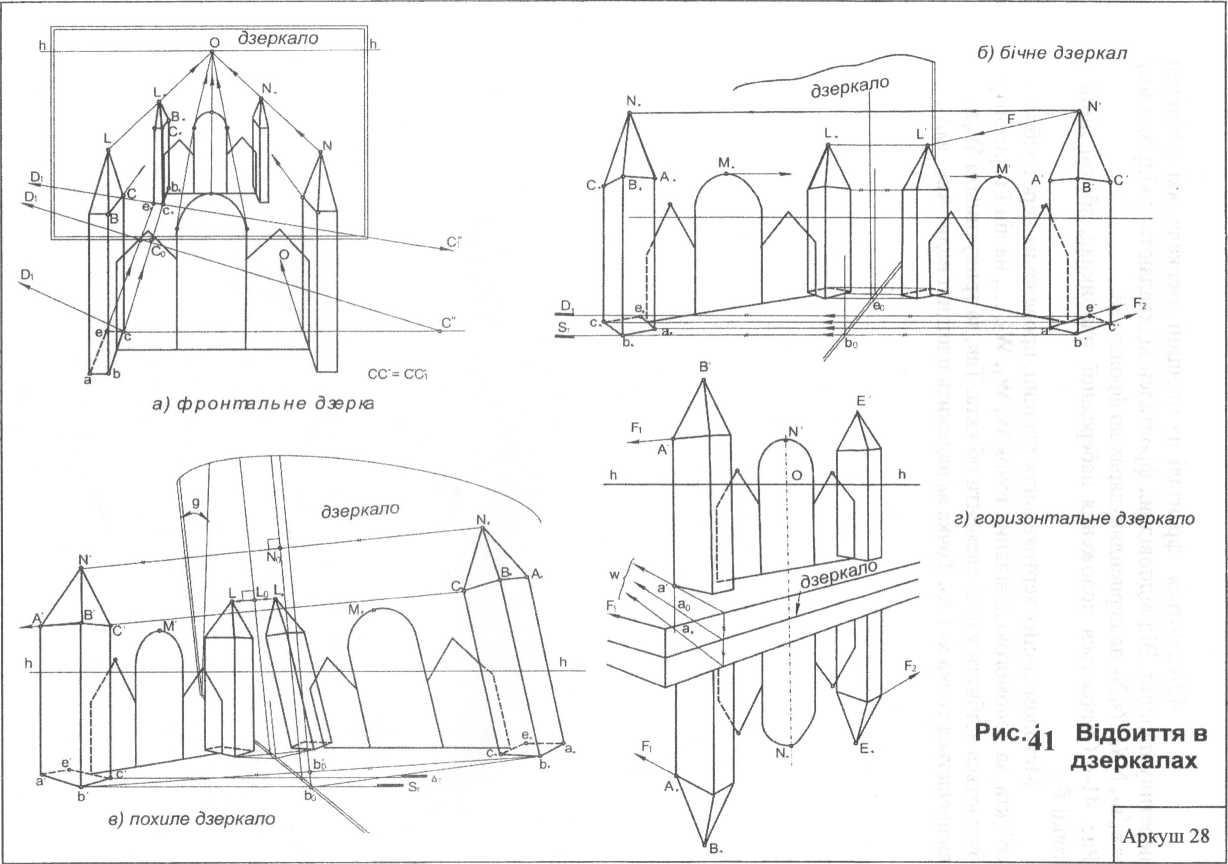 дзеркало
h
h
O
L*
N*
B*
C*
L
N
D₁
C
b*
D₁
B
e*
c*
C₀
C₁"
O
D₁
e
c
C"
a
b
CC' = CC₁'
а) фронтальне дзерка
б) бічне дзеркал
дзеркало
N*
N'
F
L*
L'
M*
M'
C*
B*
A*
A'
B'
C'
D₁
e*
e₀
e'
F₂
c*
a*
a
c'
S₁
b*
b₀
b'
g
дзеркало
N*
N'
N₀
B*
A*
C*
L
L₀
L*
M*
A'
B'
C'
M'
h
h
e'
e*
a*
a
c'
c*
b*
b'
b₀
S₁
в) похиле дзеркало
B'
E'
F₁
A'
N'
h
O
h
г) горизонтальне дзеркало
дзеркало
w
a'
F₁
a₀
a*
F₂
F₁
N*
E*
A*
B*
Рис. 41 Відбиття в
дзеркалах
Аркуш 28